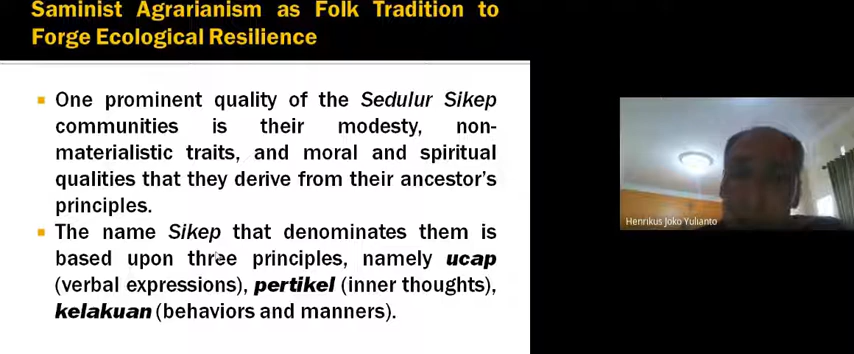 Saminist Agrarianism as Folk Tradition to
Forge Ecological Resilience
▪ One prominent quality of the Sedulur Sikep
communities is their modesty, non-
materialistic traits, and moral and spiritual
qualities that they derive from their ancestor's
principles.
▪ The name Sikep that denominates them is
based upon three principles, namely ucap
(verbal expressions), pertikel (inner thoughts),
kelakuan (behaviors and manners).
Henrikus Joko Yulianto